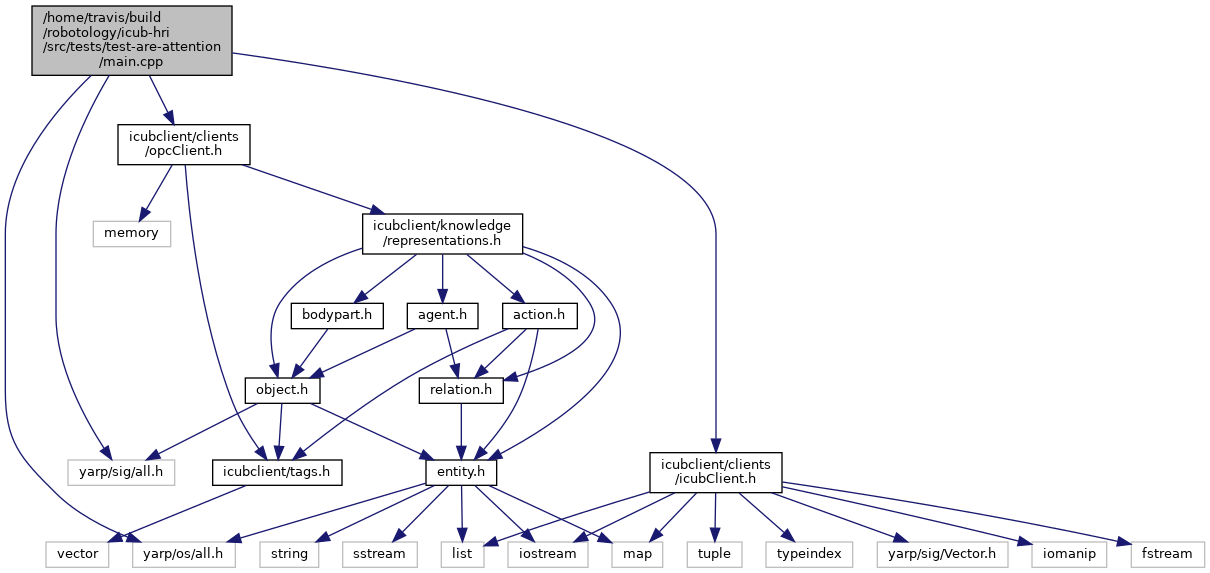 /home/travis/build
/robotology/icub-hri
/src/tests/test-are-attention
/main.cpp
icubclient/clients
/opcClient.h
memory
icubclient/knowledge
/representations.h
bodypart.h
agent.h
action.h
object.h
relation.h
yarp/sig/all.h
icubclient/tags.h
entity.h
icubclient/clients
/icubClient.h
vector
yarp/os/all.h
string
sstream
list
iostream
map
tuple
typeindex
yarp/sig/Vector.h
iomanip
fstream